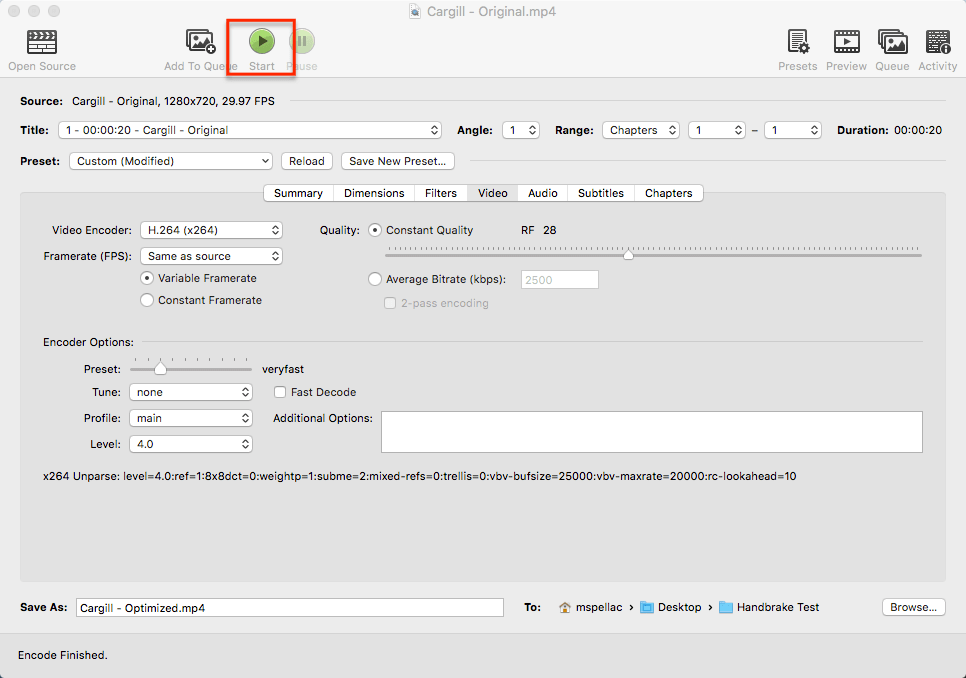 Cargill - Original.mp4
Open Source
Add To Queue
Start
Pause
Presets
Preview
Queue
Activity
Source: Cargill - Original, 1280x720, 29.97 FPS
Title: 1 - 00:00:20 - Cargill - Original Angle: 1 Range: Chapters 1 – 1 Duration: 00:00:20
Preset: Custom (Modified) Reload Save New Preset...
Summary Dimensions Filters Video Audio Subtitles Chapters
Video Encoder: H.264 (x264) Quality: Constant Quality RF 28
Framerate (FPS): Same as source
Variable Framerate Average Bitrate (kbps): 2500
Constant Framerate 2-pass encoding
Encoder Options:
Preset: veryfast
Tune: none Fast Decode
Profile: main Additional Options:
Level: 4.0
x264 Unparse: level=4.0:ref=1:8x8dct=0:weightp=1:subme=2:mixed-refs=0:trellis=0:vbv-bufsize=25000:vbv-maxrate=20000:rc-lookahead=10
Save As: Cargill - Optimized.mp4 To: mspellac › Desktop › Handbrake Test Browse...
Encode Finished.